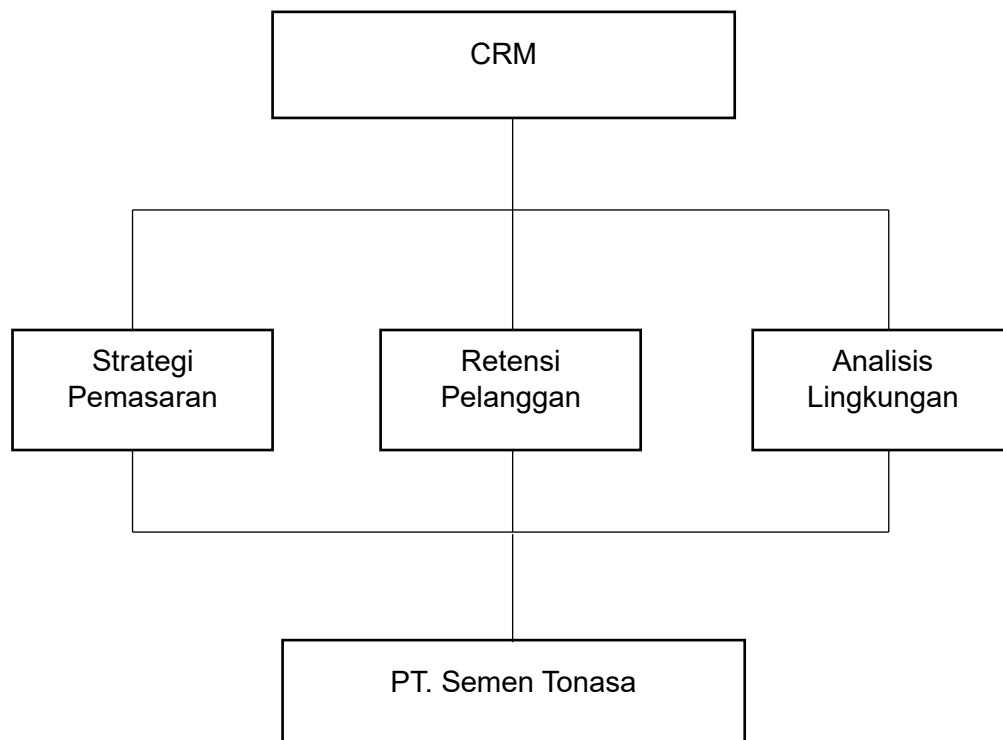 CRM
Strategi
Pemasaran
Retensi
Pelanggan
Analisis
Lingkungan
PT. Semen Tonasa